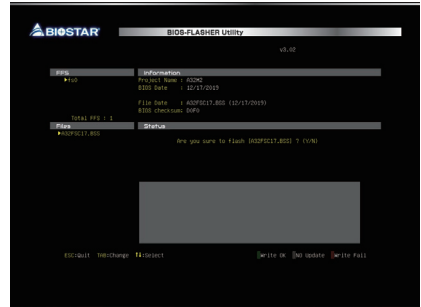 BIOSTAR
BIOS-FLASHER Utility
v3.02
FFS
▶fs0
Total FFS : 1
Information
Project Name : A32M2
BIOS Date : 12/17/2019
File Date : A32FSC17.BSS (12/17/2019)
BIOS checksum: D0F0
Files
▶A32FSC17.BSS
Status
Are you sure to flash [A32FSC17.BSS] ? (Y/N)
ESC:Quit TAB:Change ↑↓:Select
Write OK No Update Write Fail